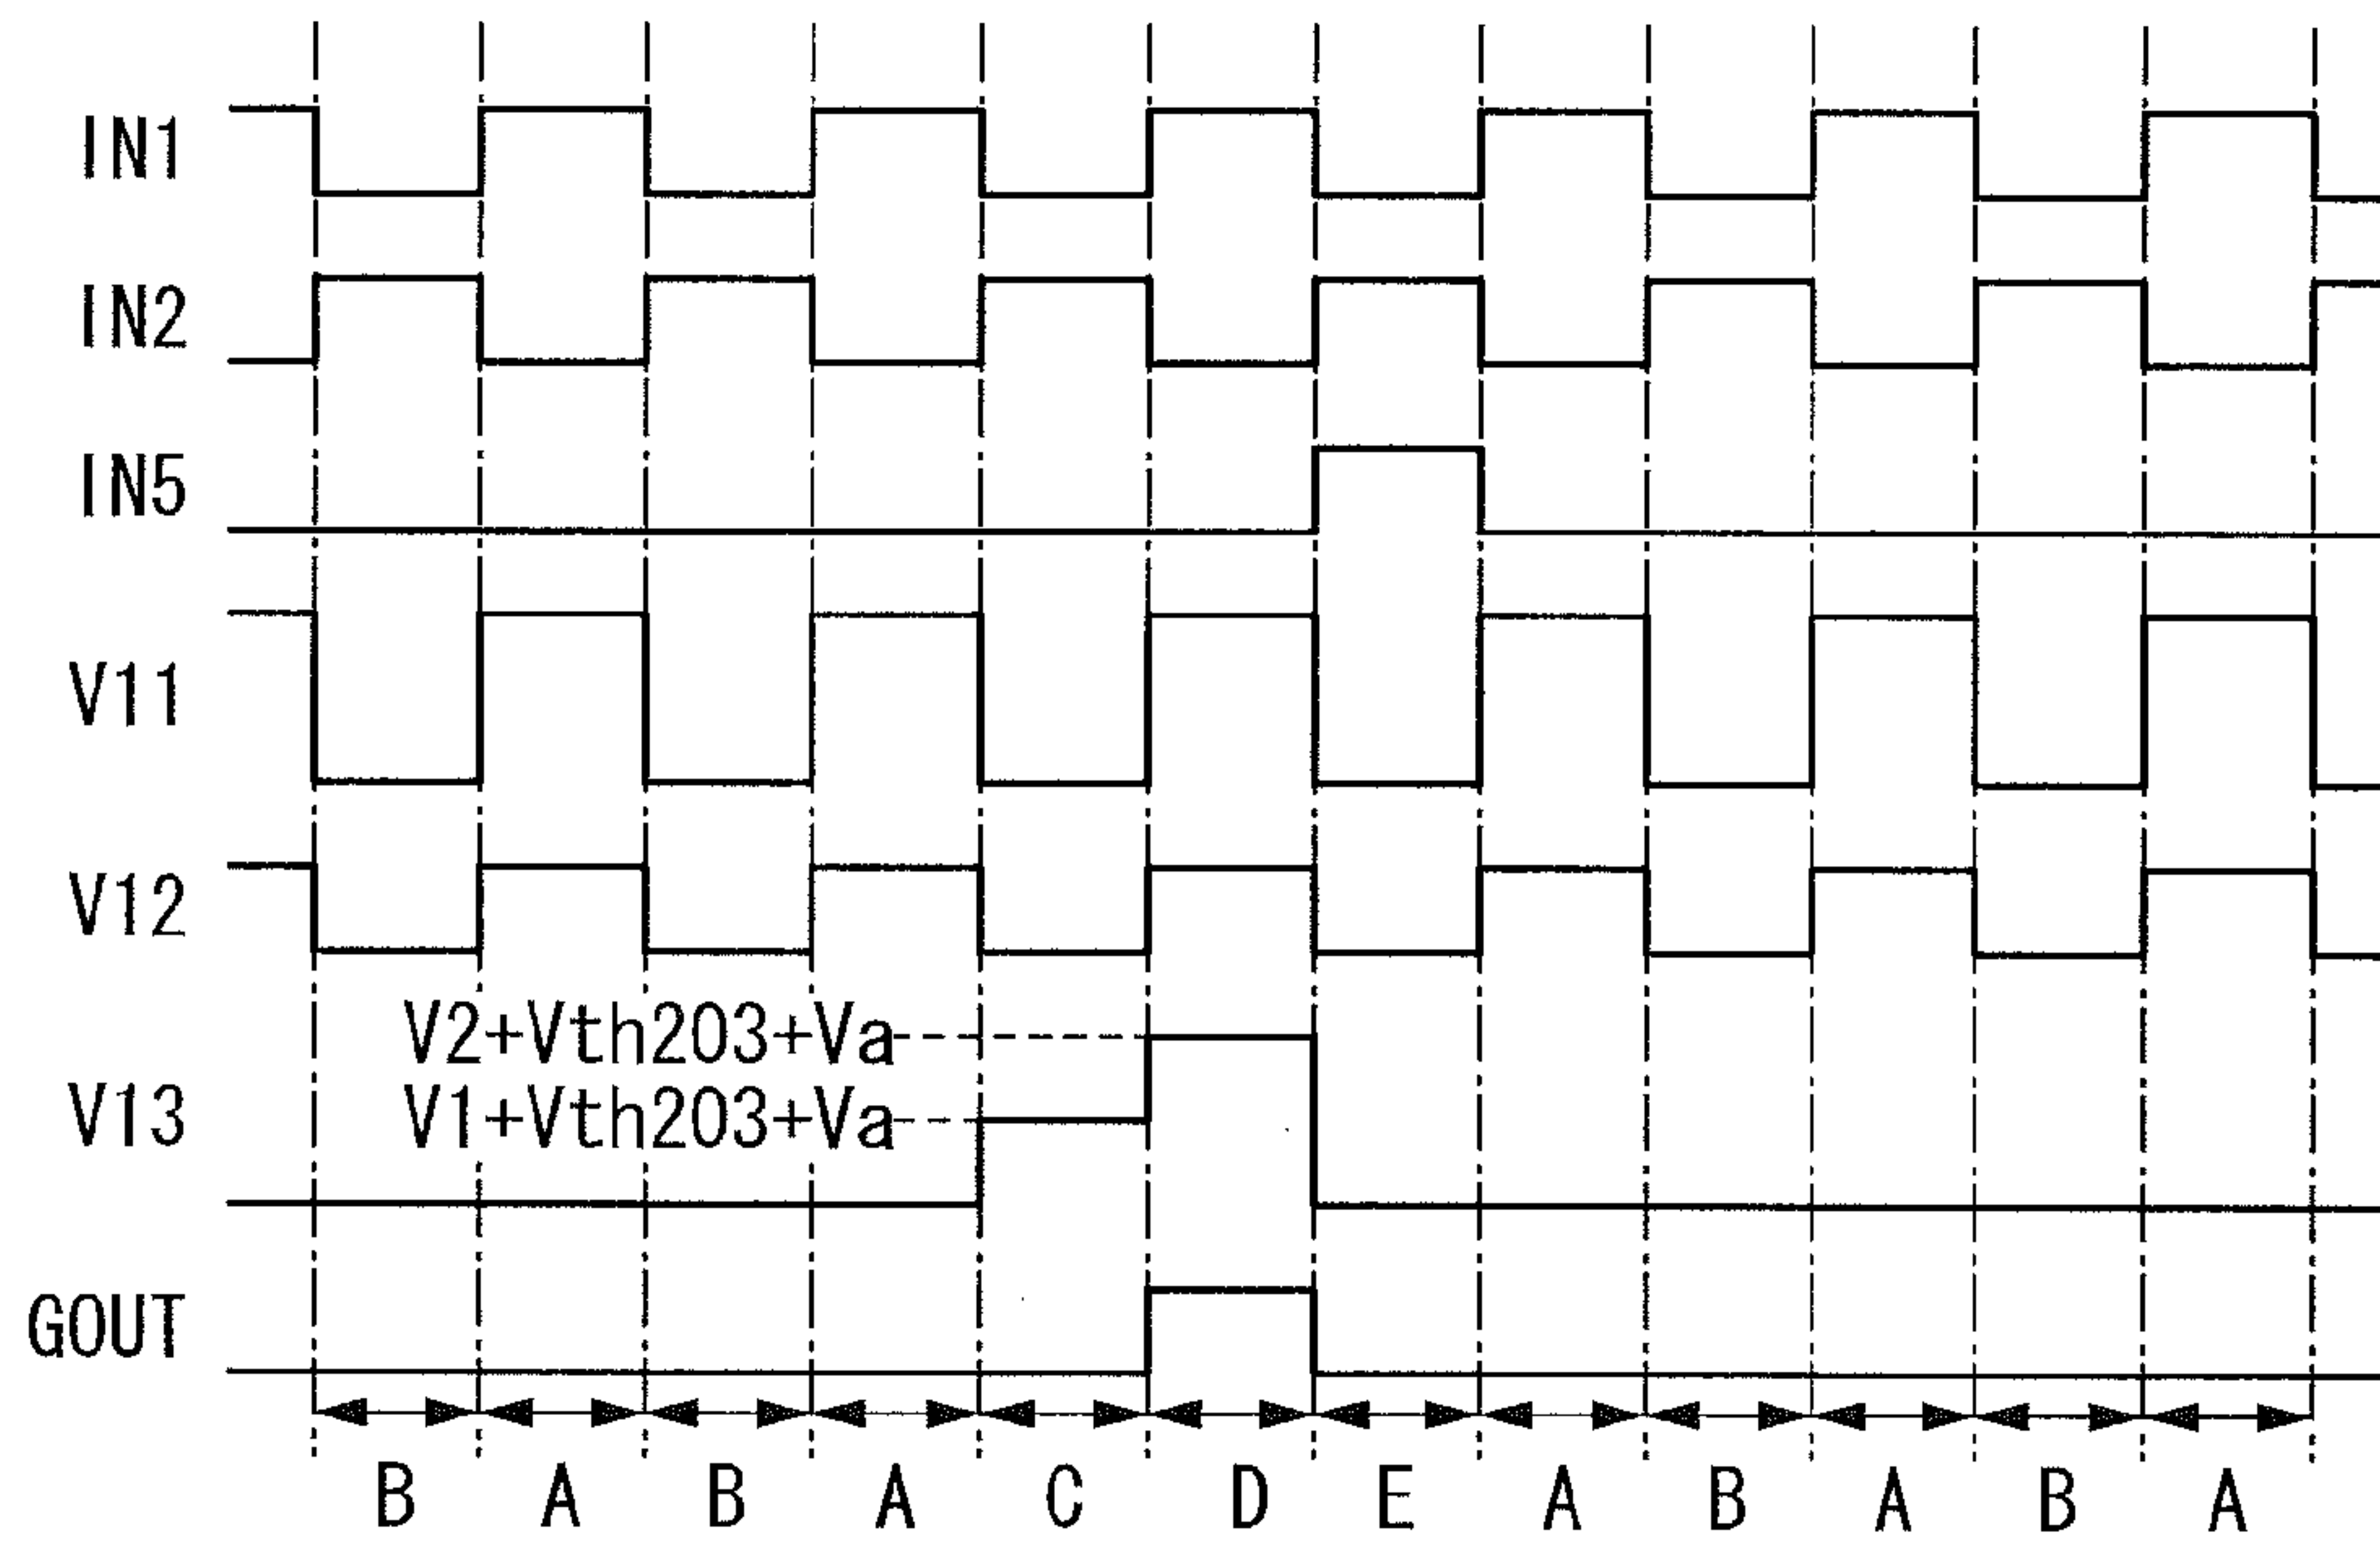 IN1
IN2
IN5
V11
V12
V2+Vth203+Va
V13
V1+Vth203+Va
GOUT
B A B A C D E A B A B A